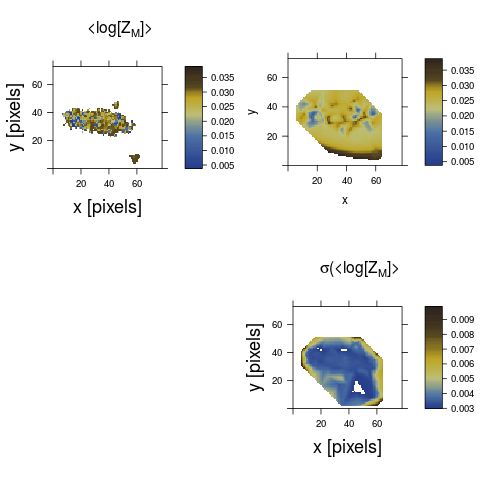 <log[Z_M]>
60
40
20
20 40 60
x [pixels]
y [pixels]
0.035
0.030
0.025
0.020
0.015
0.010
0.005
60
40
20
20 40 60
x
y
0.035
0.030
0.025
0.020
0.015
0.010
0.005
σ(<log[Z_M]>
60
40
20
20 40 60
x [pixels]
y [pixels]
0.009
0.008
0.007
0.006
0.005
0.004
0.003